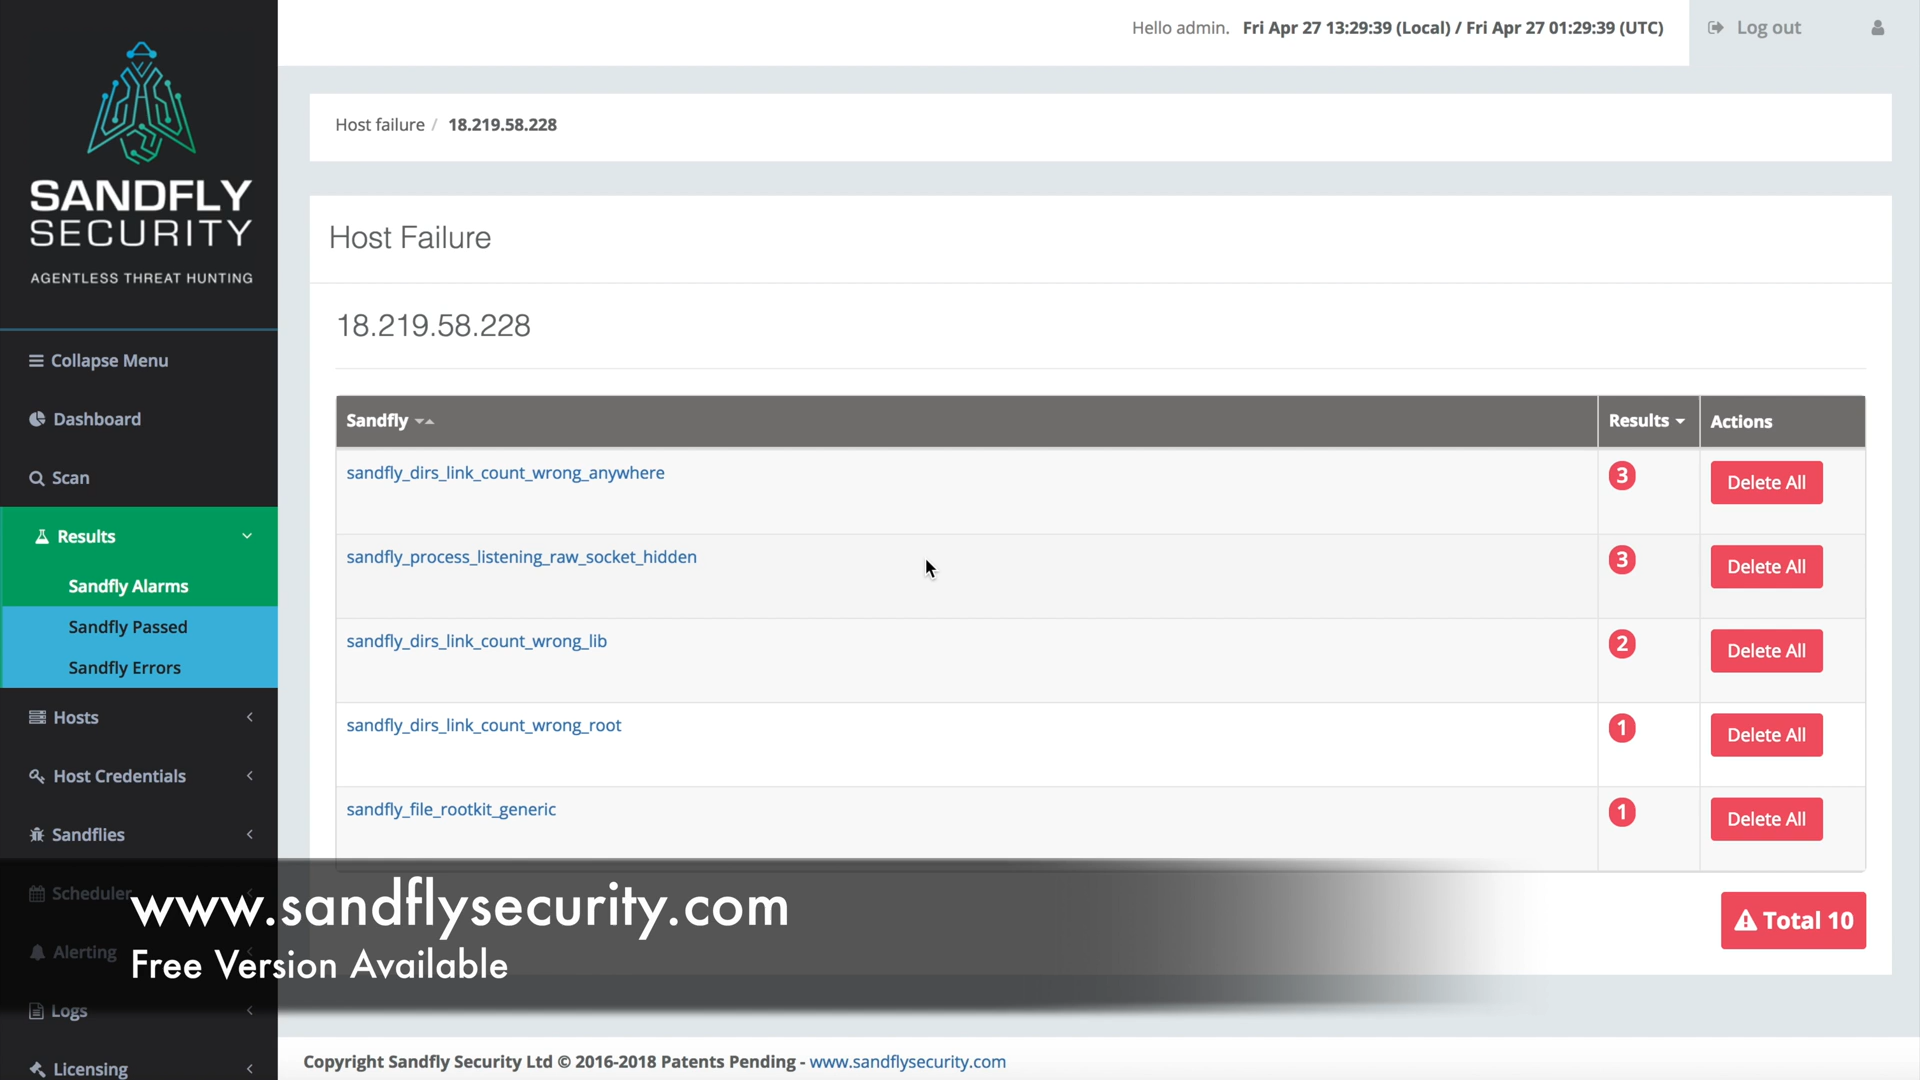 Hello admin. Fri Apr 27 13:29:39 (Local) / Fri Apr 27 01:29:39 (UTC)
Log out
SANDFLY
SECURITY
AGENTLESS THREAT HUNTING
Collapse Menu
Dashboard
Scan
Results
Sandfly Alarms
Sandfly Passed
Sandfly Errors
Hosts
Host Credentials
Sandflies
Scheduler
Alerting
Logs
Licensing
Host failure / 18.219.58.228
Host Failure
18.219.58.228
Sandfly Results Actions
sandfly_dirs_link_count_wrong_anywhere 3 Delete All
sandfly_process_listening_raw_socket_hidden 3 Delete All
sandfly_dirs_link_count_wrong_lib 2 Delete All
sandfly_dirs_link_count_wrong_root 1 Delete All
sandfly_file_rootkit_generic 1 Delete All
Total 10
www.sandflysecurity.com
Free Version Available
Copyright Sandfly Security Ltd © 2016-2018 Patents Pending - www.sandflysecurity.com